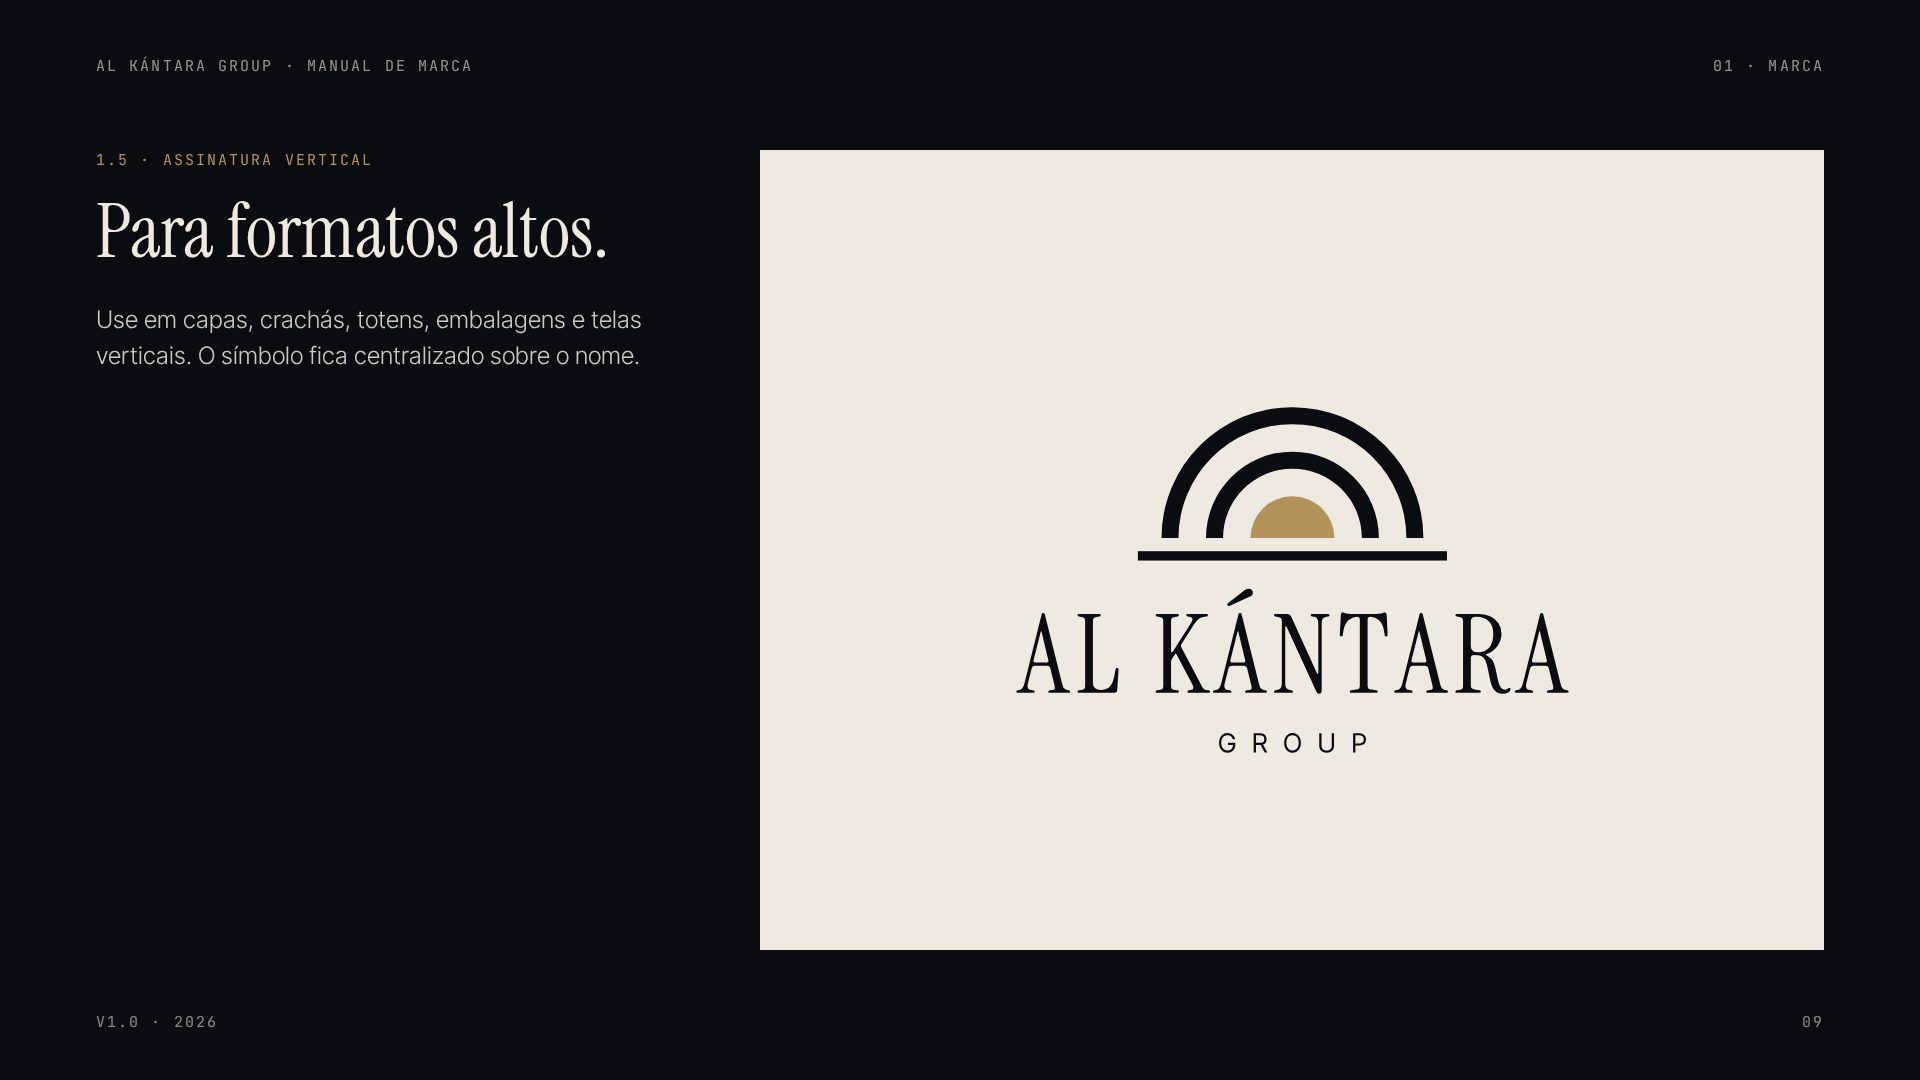 AL KÁNTARA GROUP · MANUAL DE MARCA
01 · MARCA
1.5 · ASSINATURA VERTICAL
Para formatos altos.
Use em capas, crachás, totens, embalagens e telas
verticais. O símbolo fica centralizado sobre o nome.
AL KÁNTARA
GROUP
V1.0 · 2026
09